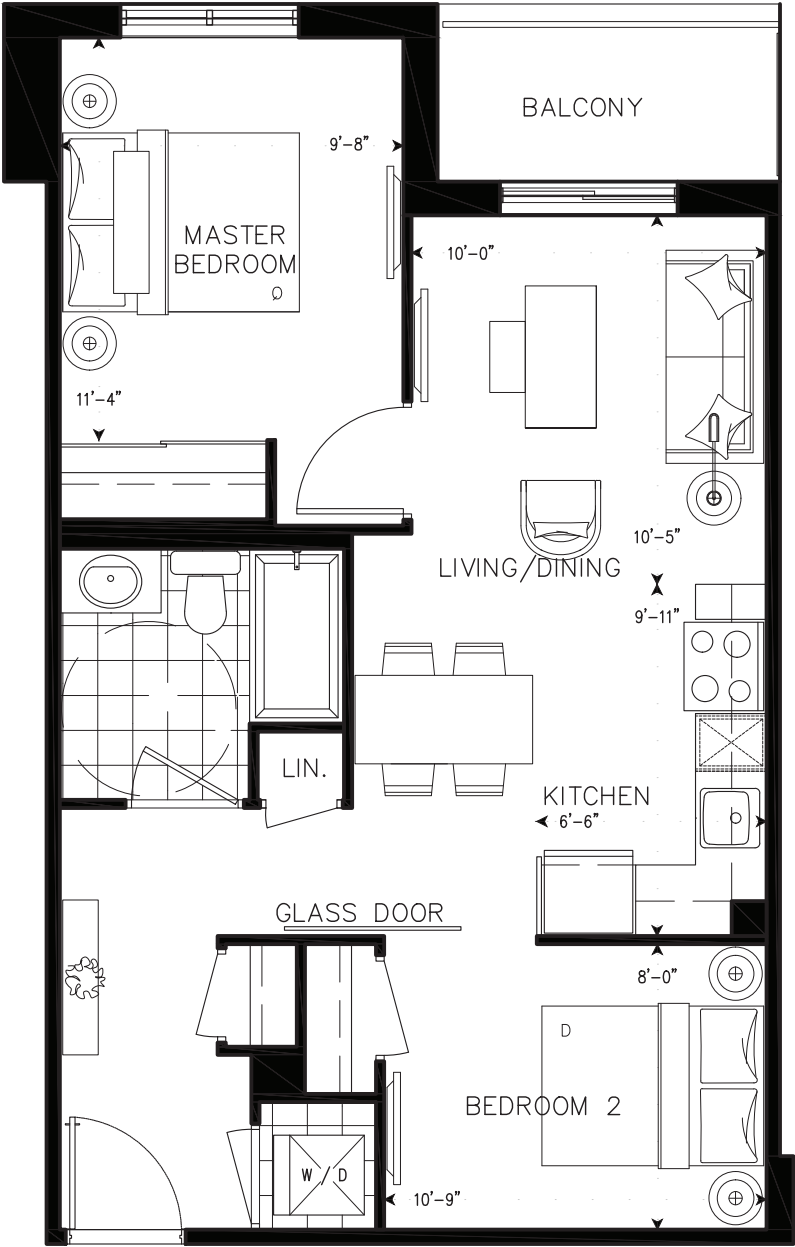 BALCONY
9'-8"
MASTER
BEDROOM
Q
10'-0"
11'-4"
10'-5"
LIVING/DINING
9'-11"
LIN.
KITCHEN
6'-6"
GLASS DOOR
8'-0"
D
BEDROOM 2
W/D
10'-9"